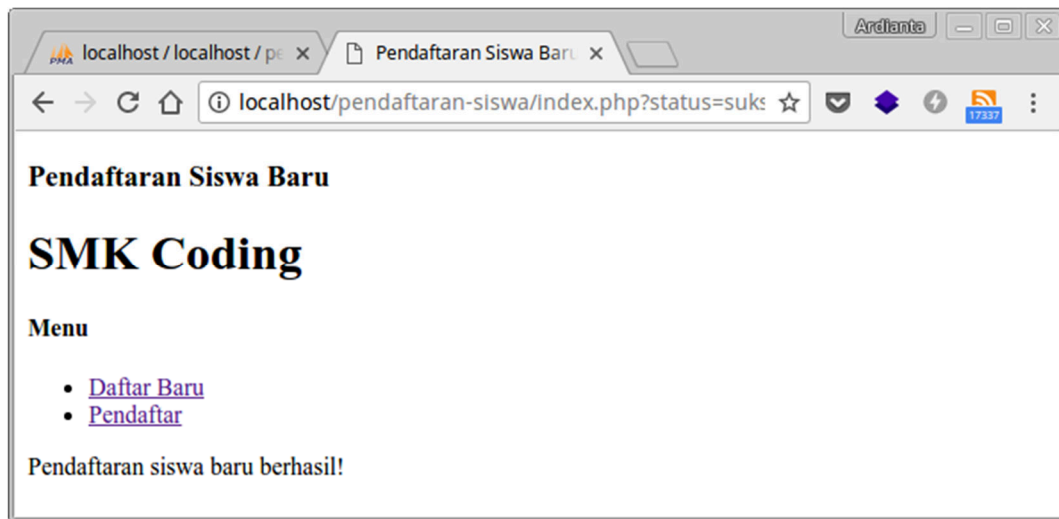 Ardianta
PMA localhost / localhost / pe
Pendaftaran Siswa Baru
localhost/pendaftaran-siswa/index.php?status=suks
17337
Pendaftaran Siswa Baru
SMK Coding
Menu
Daftar Baru
Pendaftar
Pendaftaran siswa baru berhasil!